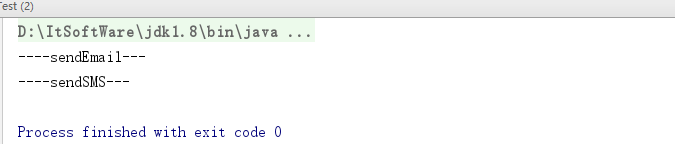 Test (2)
D:\ItSoftWare\jdk1.8\bin\java ...
----sendEmail---
----sendSMS---
Process finished with exit code 0